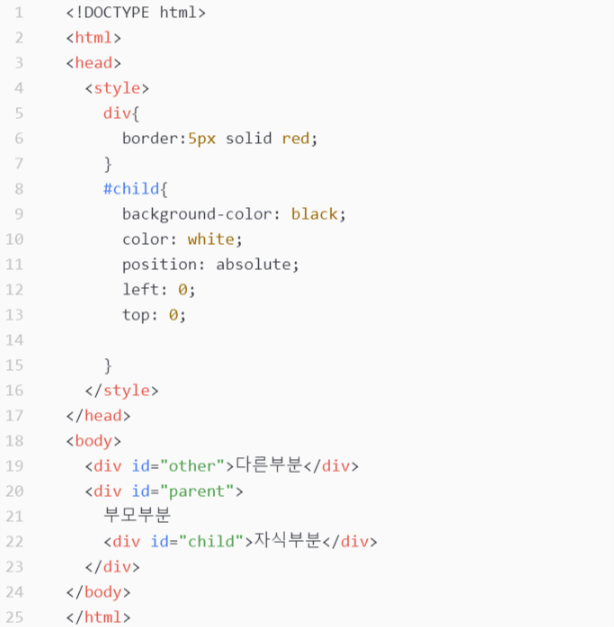 1 <!DOCTYPE html>
2 <html>
3 <head>
4 <style>
5 div{
6 border:5px solid red;
7 }
8 #child{
9 background-color: black;
10 color: white;
11 position: absolute;
12 left: 0;
13 top: 0;
14
15 }
16 </style>
17 </head>
18 <body>
19 <div id="other">다른부분</div>
20 <div id="parent">
21 부모부분
22 <div id="child">자식부분</div>
23 </div>
24 </body>
25 </html>